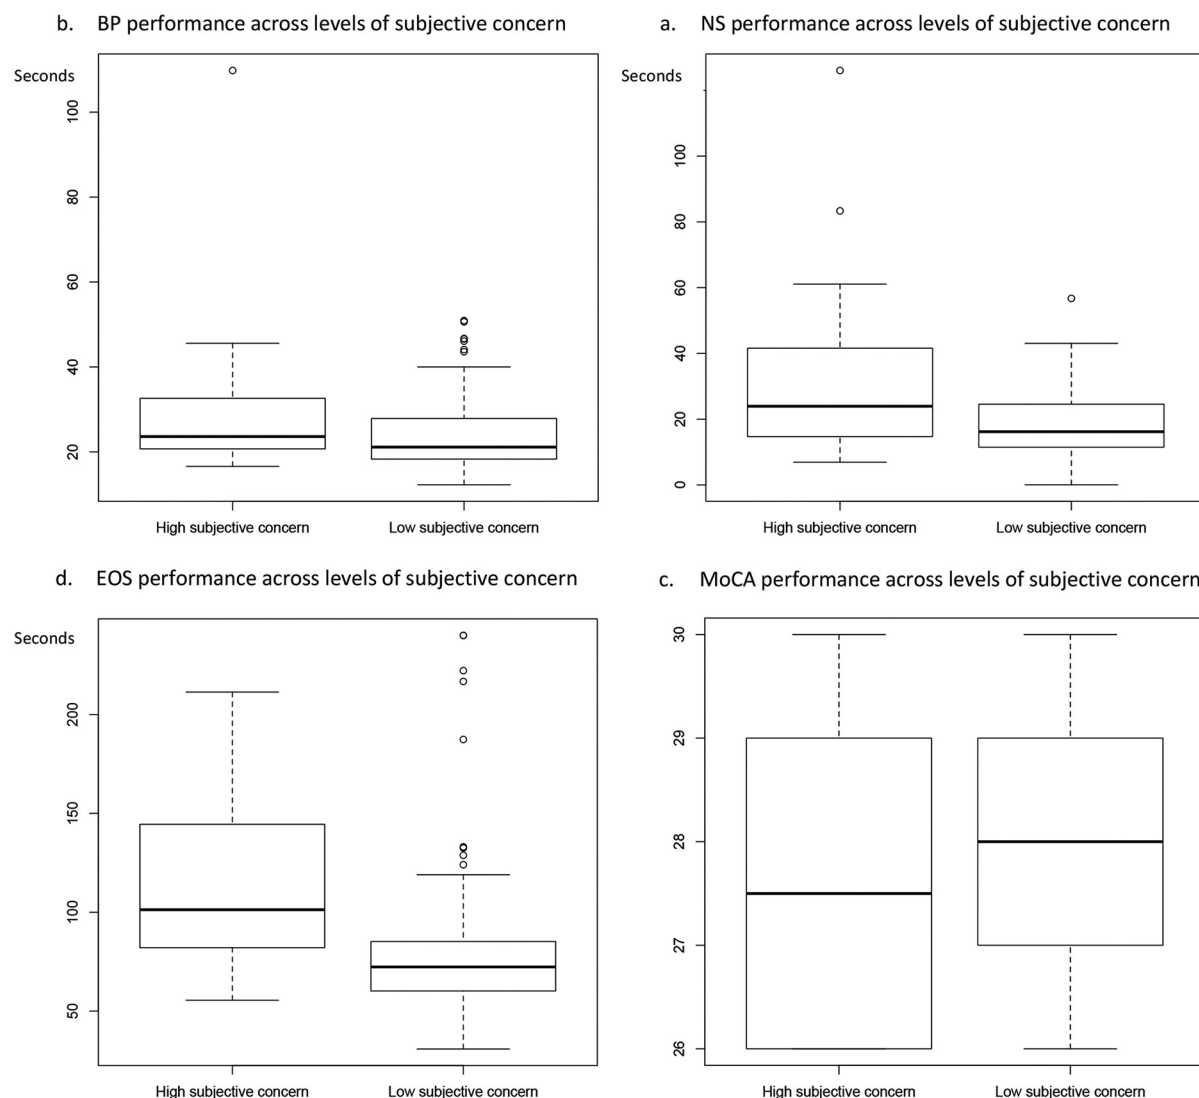 b. BP performance across levels of subjective concern
Seconds
100
80
60
40
20
High subjective concern
Low subjective concern
a. NS performance across levels of subjective concern
Seconds
100
80
60
40
20
0
High subjective concern
Low subjective concern
d. EOS performance across levels of subjective concern
Seconds
200
150
100
50
High subjective concern
Low subjective concern
c. MoCA performance across levels of subjective concern
30
29
28
27
26
High subjective concern
Low subjective concern